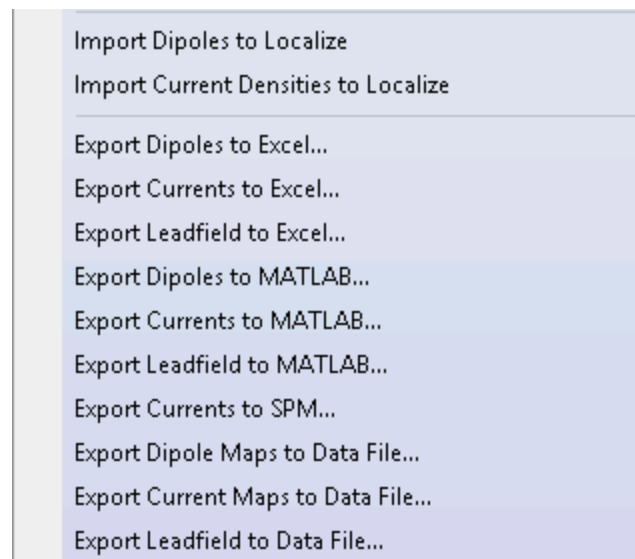 Import Dipoles to Localize
Import Current Densities to Localize
Export Dipoles to Excel...
Export Currents to Excel...
Export Leadfield to Excel...
Export Dipoles to MATLAB...
Export Currents to MATLAB...
Export Leadfield to MATLAB...
Export Currents to SPM...
Export Dipole Maps to Data File...
Export Current Maps to Data File...
Export Leadfield to Data File...